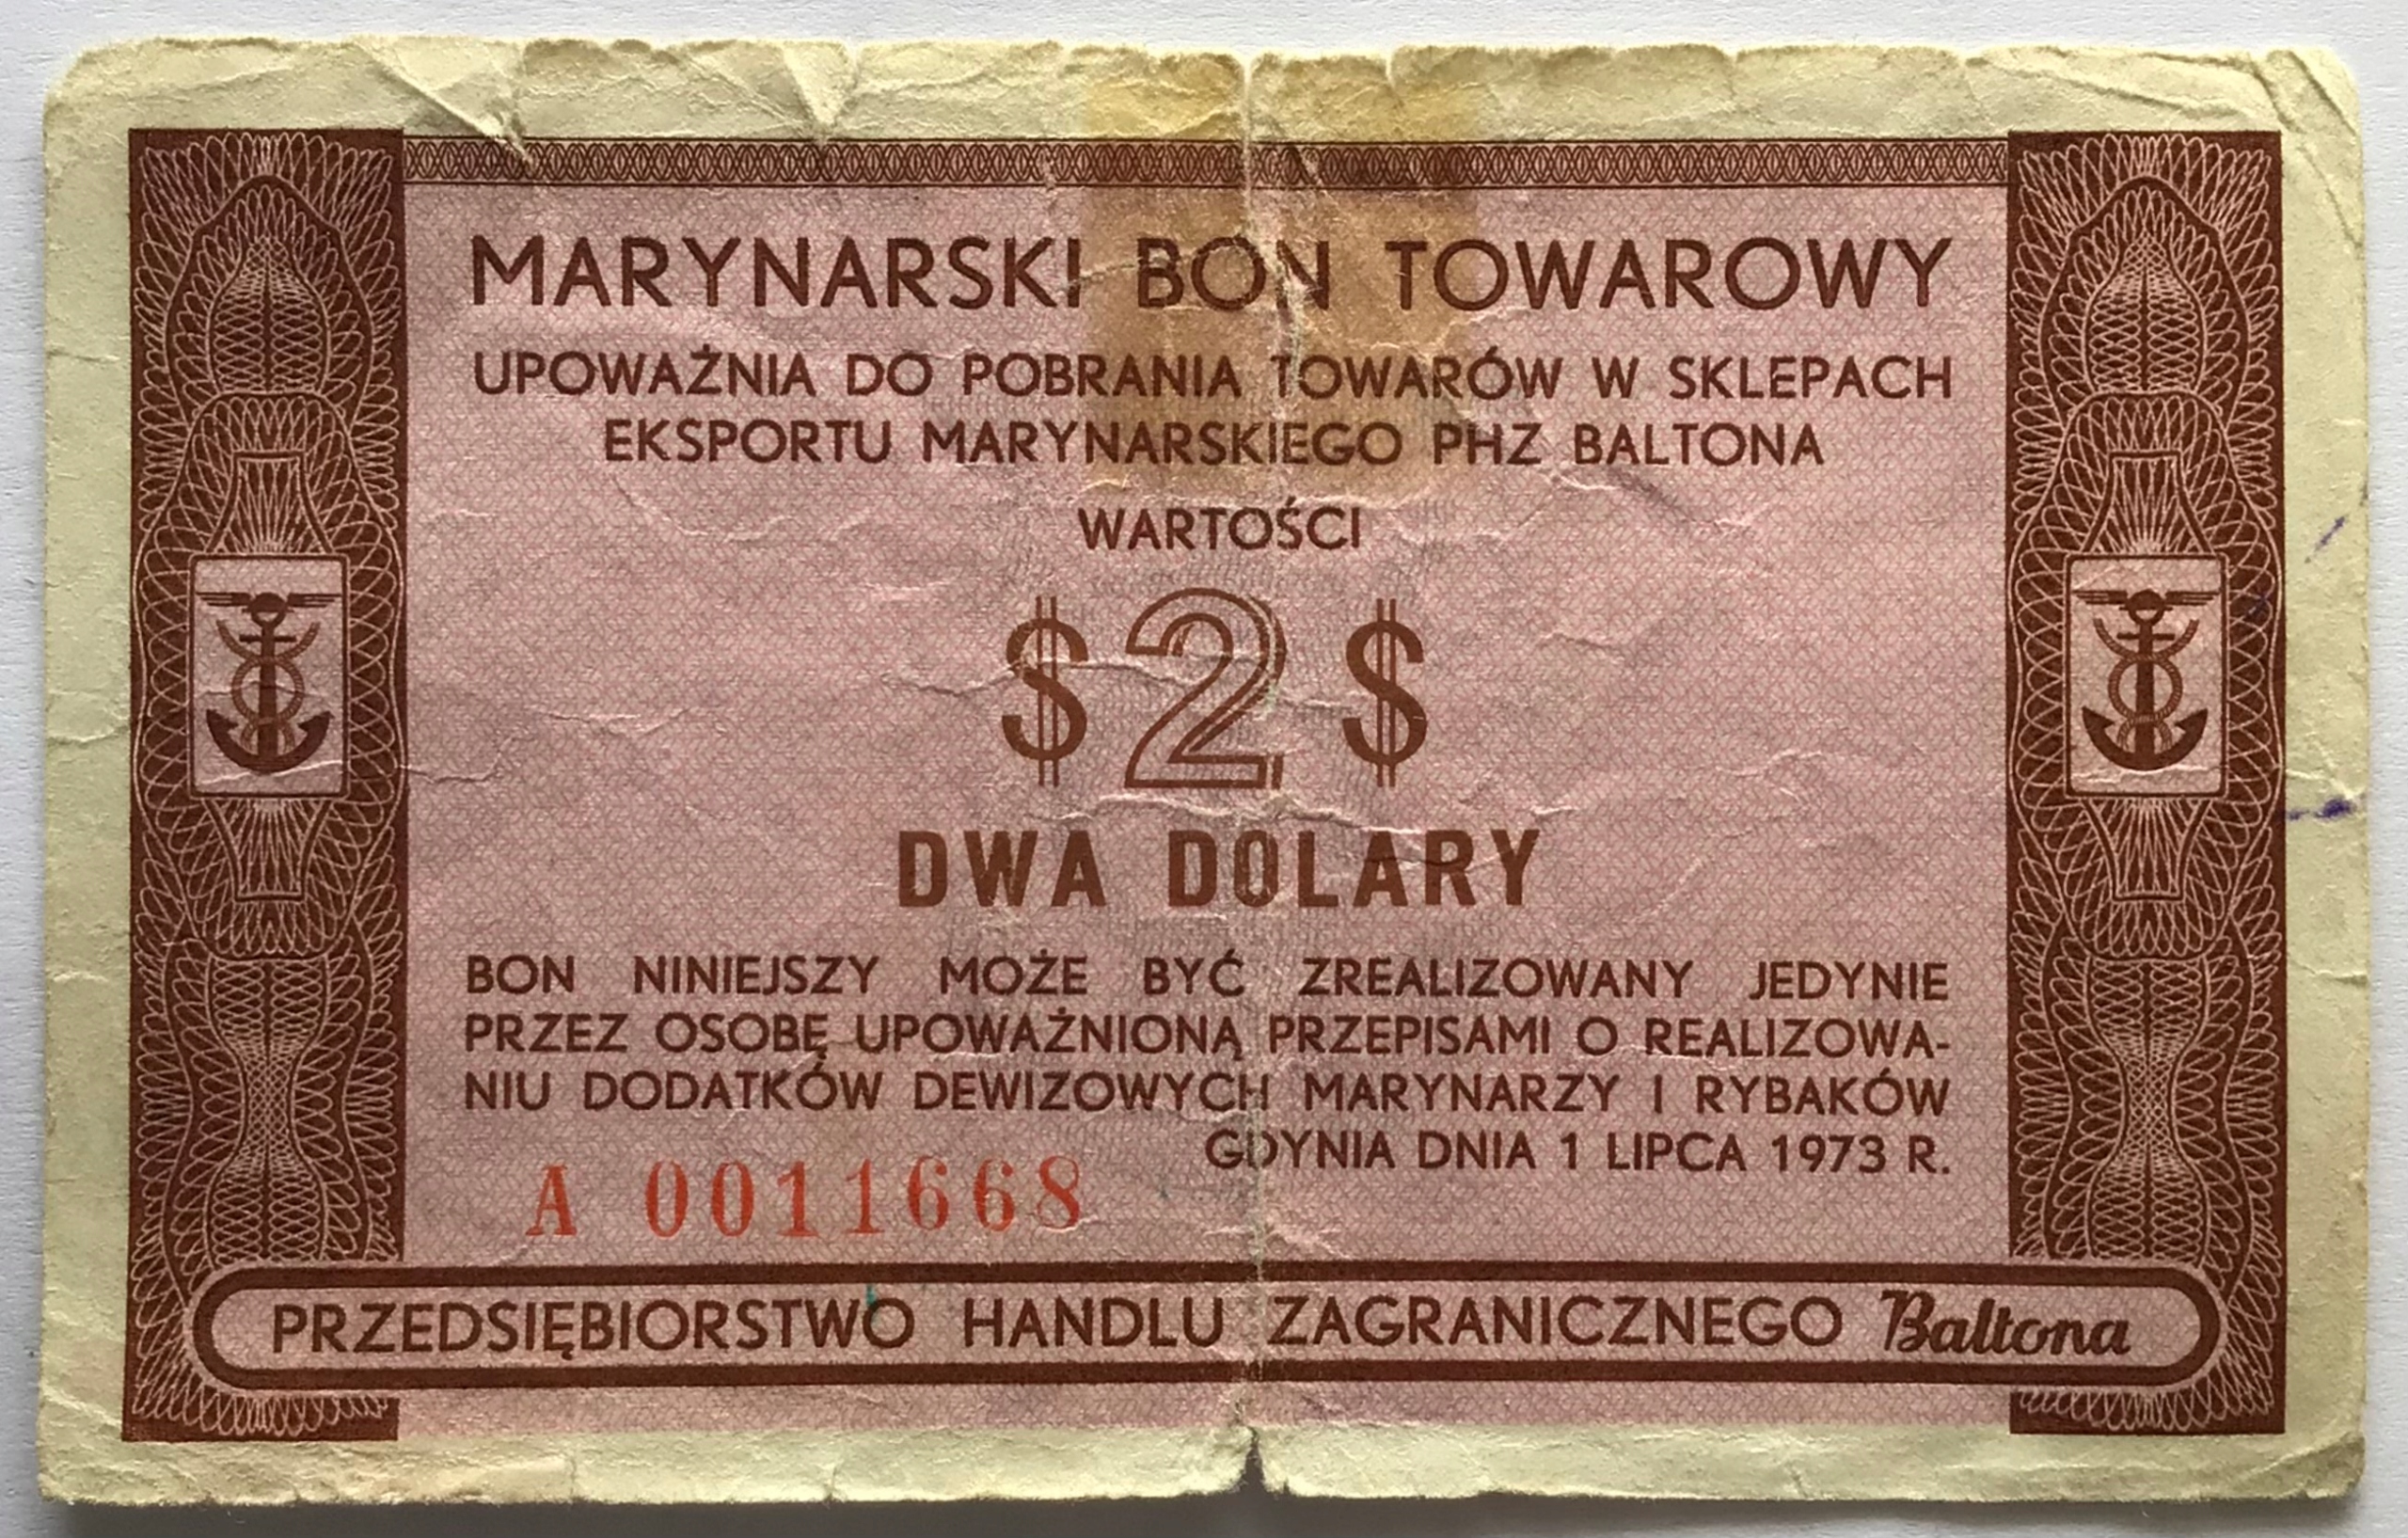 MARYNARSKI BON TOWAROWY
UPOWAŻNIA DO POBRANIA TOWARÓW W SKLEPACH
EKSPORTU MARYNARSKIEGO PHZ BALTONA
WARTOŚCI
$ 2 $
DWA DOLARY
BON NINIEJSZY MOŻE BYĆ ZREALIZOWANY JEDYNIE
PRZEZ OSOBĘ UPOWAŻNIONĄ PRZEPISAMI O REALIZOWA-
NIU DODATKÓW DEWIZOWYCH MARYNARZY I RYBAKÓW
GDYNIA DNIA 1 LIPCA 1973 R.
A 0011668
PRZEDSIĘBIORSTWO HANDLU ZAGRANICZNEGO Baltona